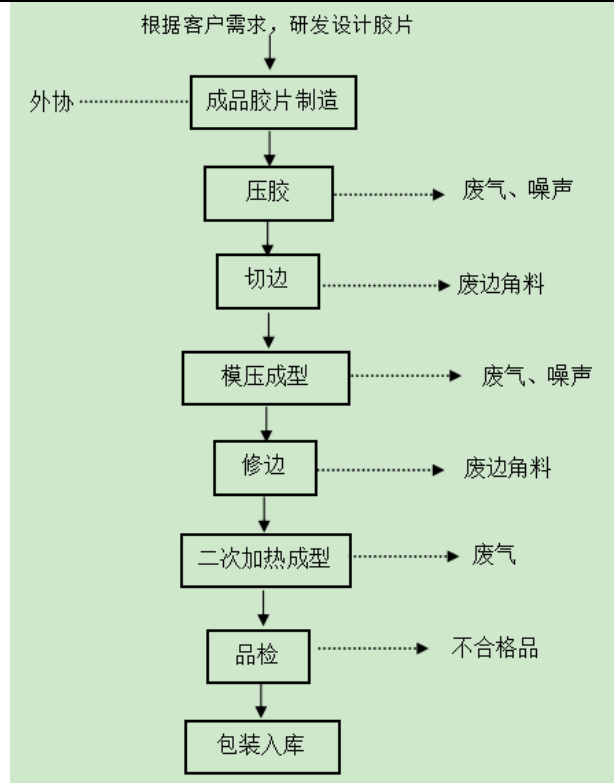 根据客户需求，研发设计胶片
外协
成品胶片制造
压胶
废气、噪声
切边
废边角料
模压成型
废气、噪声
修边
废边角料
二次加热成型
废气
品检
不合格品
包装入库